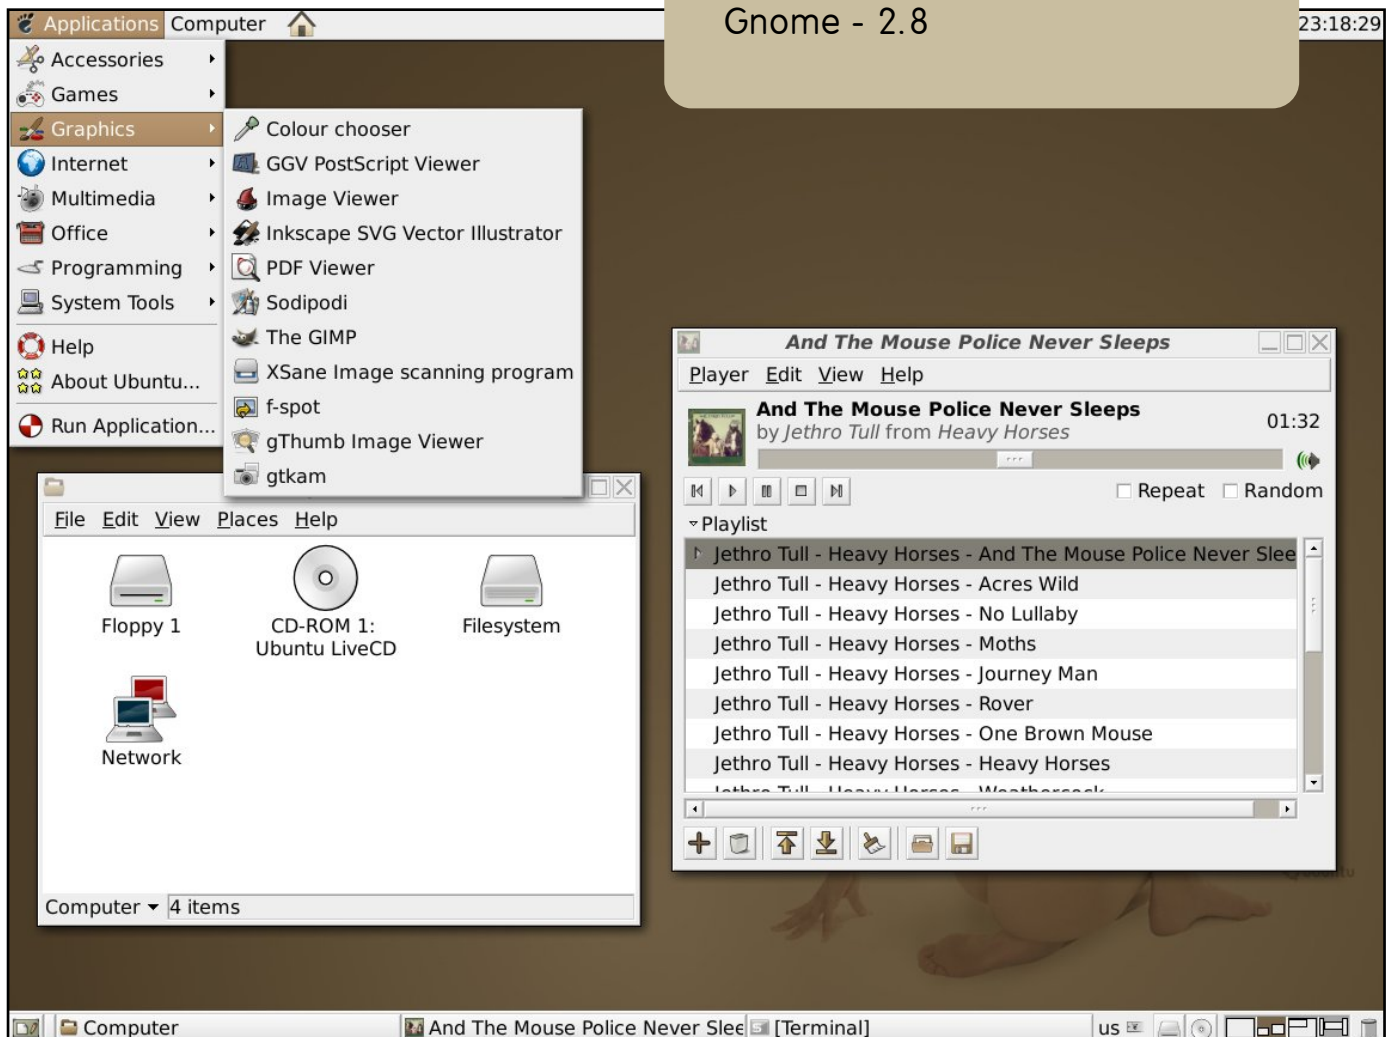 Gnome - 2.8
Applications Computer
23:18:29
Accessories
Games
Graphics
Internet
Multimedia
Office
Programming
System Tools
Help
About Ubuntu...
Run Application...
Colour chooser
GGV PostScript Viewer
Image Viewer
Inkscape SVG Vector Illustrator
PDF Viewer
Sodipodi
The GIMP
XSane Image scanning program
f-spot
gThumb Image Viewer
gtkam
File Edit View Places Help
Floppy 1
CD-ROM 1:
Ubuntu LiveCD
Filesystem
Network
Computer 4 items
And The Mouse Police Never Sleeps
Player Edit View Help
And The Mouse Police Never Sleeps
by Jethro Tull from Heavy Horses
01:32
Repeat Random
Playlist
Jethro Tull - Heavy Horses - And The Mouse Police Never Slee
Jethro Tull - Heavy Horses - Acres Wild
Jethro Tull - Heavy Horses - No Lullaby
Jethro Tull - Heavy Horses - Moths
Jethro Tull - Heavy Horses - Journey Man
Jethro Tull - Heavy Horses - Rover
Jethro Tull - Heavy Horses - One Brown Mouse
Jethro Tull - Heavy Horses - Heavy Horses
Jethro Tull - Heavy Horses - Weathercock
Computer
And The Mouse Police Never Slee
[Terminal]
us